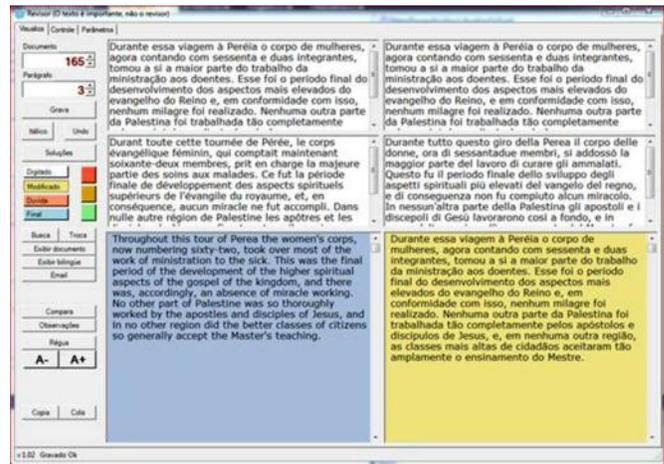 Revisor (O texto é importante, não o revisor)
Visualiza Controle Parâmetros
Documento
165
Parágrafo
3
Grava
Undo
Soluções
Digitado
Modificado
Dúvida
Final
Busca Troca
Exibir documento
Exibir bilíngüe
Email
Compara
Observações
Régua
A- A+
Copia Cola
Durante essa viagem à Peréia o corpo de mulheres,
agora contando com sessenta e duas integrantes,
tomou a si a maior parte do trabalho da
ministração aos doentes. Esse foi o período final do
desenvolvimento dos aspectos mais elevados do
evangelho do Reino e, em conformidade com isso,
nenhum milagre foi realizado. Nenhuma outra parte
da Palestina foi trabalhada tão completamente
Durante essa viagem à Peréia o corpo de mulheres,
agora contando com sessenta e duas integrantes,
tomou a si a maior parte do trabalho da
ministração aos doentes. Esse foi o período final do
desenvolvimento dos aspectos mais elevados do
evangelho do Reino e, em conformidade com isso,
nenhum milagre foi realizado. Nenhuma outra parte
da Palestina foi trabalhada tão completamente
Durant toute cette tournée de Pérée, le corps
évangélique féminin, qui comptait maintenant
soixante-deux membres, prit en charge la majeure
partie des soins aux malades. Ce fut la période
finale de développement des aspects spirituels
supérieurs de l'évangile du royaume, et, en
conséquence, aucun miracle ne fut accompli. Dans
nulle autre région de Palestine les apôtres et les
Durante tutto questo giro della Perea il corpo delle
donne, ora di sessantadue membri, si addossò la
maggior parte del lavoro di curare gli ammalati.
Questo fu il periodo finale dello sviluppo degli
aspetti spirituali più elevati del vangelo del regno,
e di conseguenza non fu compiuto alcun miracolo.
In nessun'altra parte della Palestina gli apostoli e i
discepoli di Gesù lavorarono così a fondo, e in
Throughout this tour of Perea the women's corps,
now numbering sixty-two, took over most of the
work of ministration to the sick. This was the final
period of the development of the higher spiritual
aspects of the gospel of the kingdom, and there
was, accordingly, an absence of miracle working.
No other part of Palestine was so thoroughly
worked by the apostles and disciples of Jesus, and
in no other region did the better classes of citizens
so generally accept the Master's teaching.
Durante essa viagem à Peréia o corpo de
mulheres, agora contando com sessenta e duas
integrantes, tomou a si a maior parte do trabalho
da ministração aos doentes. Esse foi o período
final do desenvolvimento dos aspectos mais
elevados do evangelho do Reino e, em
conformidade com isso, nenhum milagre foi
realizado. Nenhuma outra parte da Palestina foi
trabalhada tão completamente pelos apóstolos e
discípulos de Jesus, e, em nenhuma outra região,
as classes mais altas de cidadãos aceitaram tão
amplamente o ensinamento do Mestre.
v 1.02 Gravado Ok